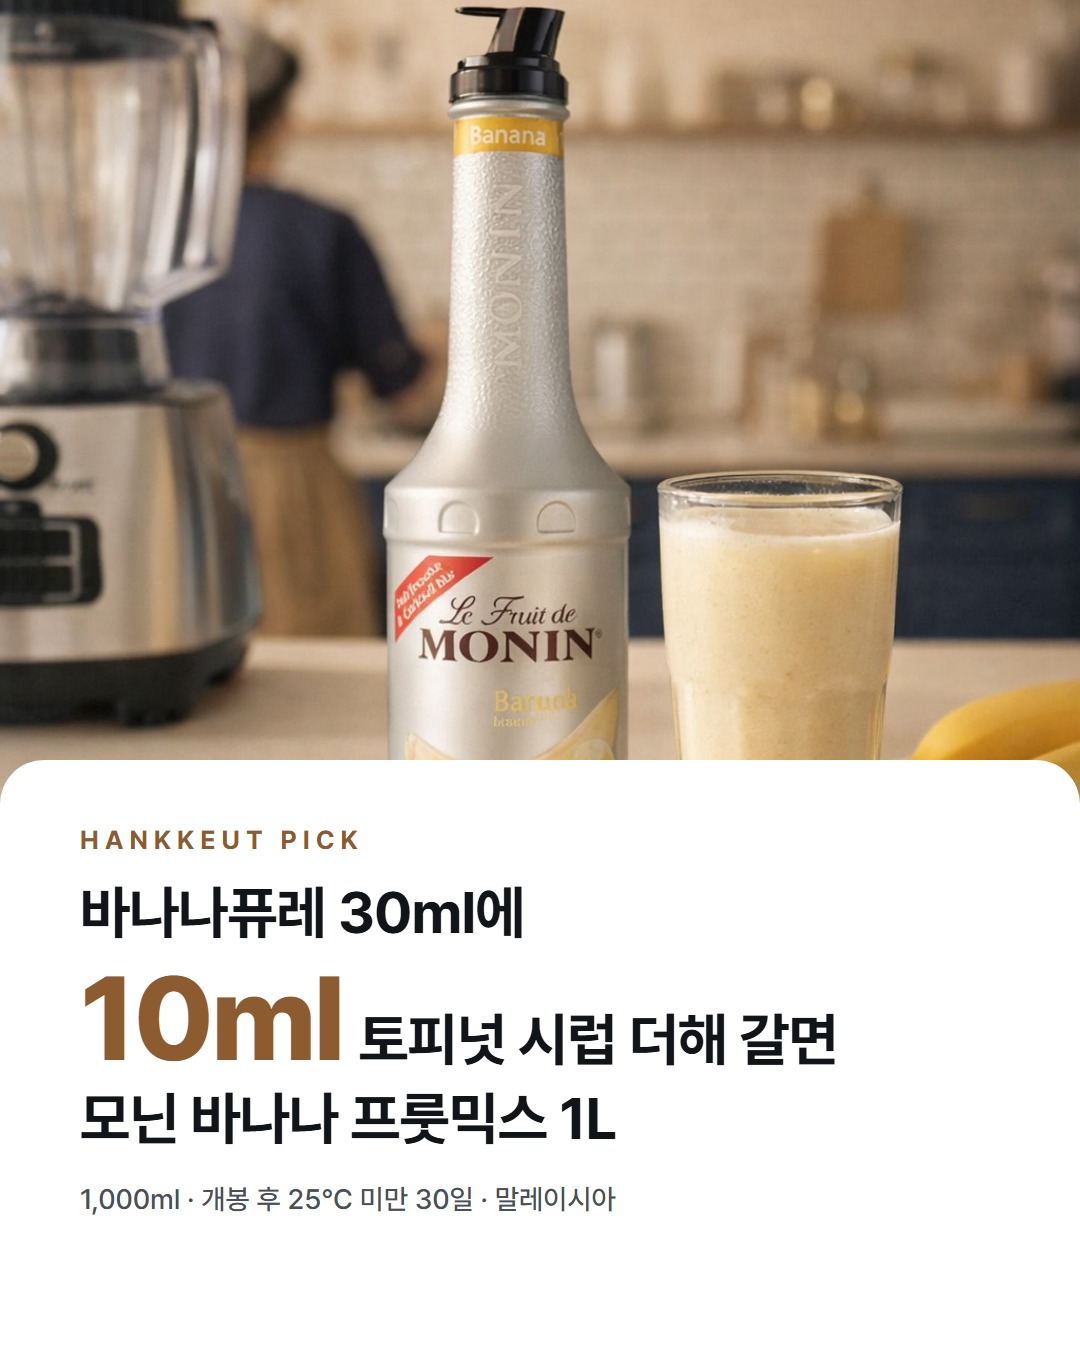 Banana
MONIN
Le Fruit de
MONIN®
HANKKEUT PICK
바나나퓨레 30ml에
10ml 토피넛 시럽 더해 갈면
모닌 바나나 프룻믹스 1L
1,000ml · 개봉 후 25°C 미만 30일 · 말레이시아